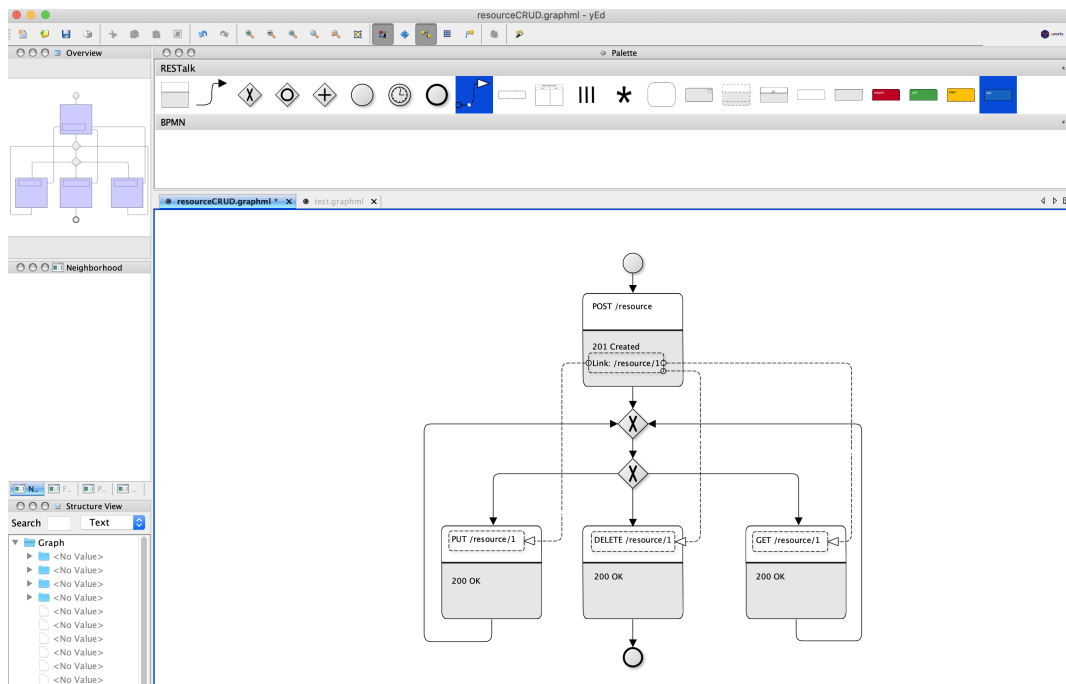 resourceCRUD.graphml - yEd
Overview
Palette
RESTalk
BPMN
resourceCRUD.graphml *
test.graphml
Neighborhood
POST /resource
201 Created
Link: /resource/1
N...
F...
P...
...
Structure View
Search
Text
Graph
<No Value>
<No Value>
<No Value>
<No Value>
<No Value>
<No Value>
<No Value>
<No Value>
<No Value>
<No Value>
PUT /resource/1
DELETE /resource/1
GET /resource/1
200 OK
200 OK
200 OK